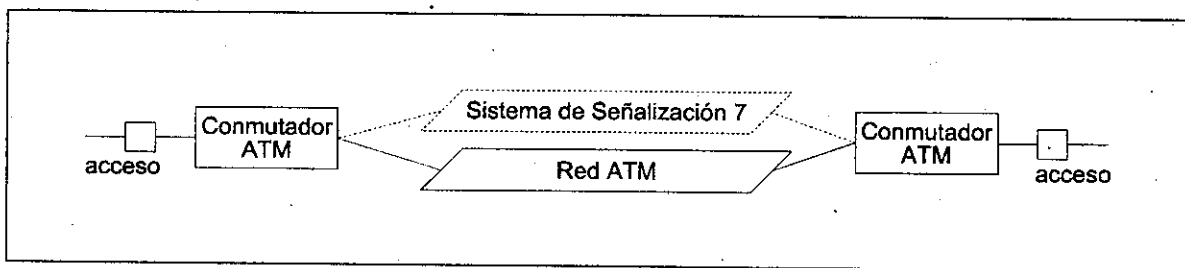 Sistema de Señalización 7
Conmutador
ATM
acceso
Red ATM
Conmutador
ATM
acceso